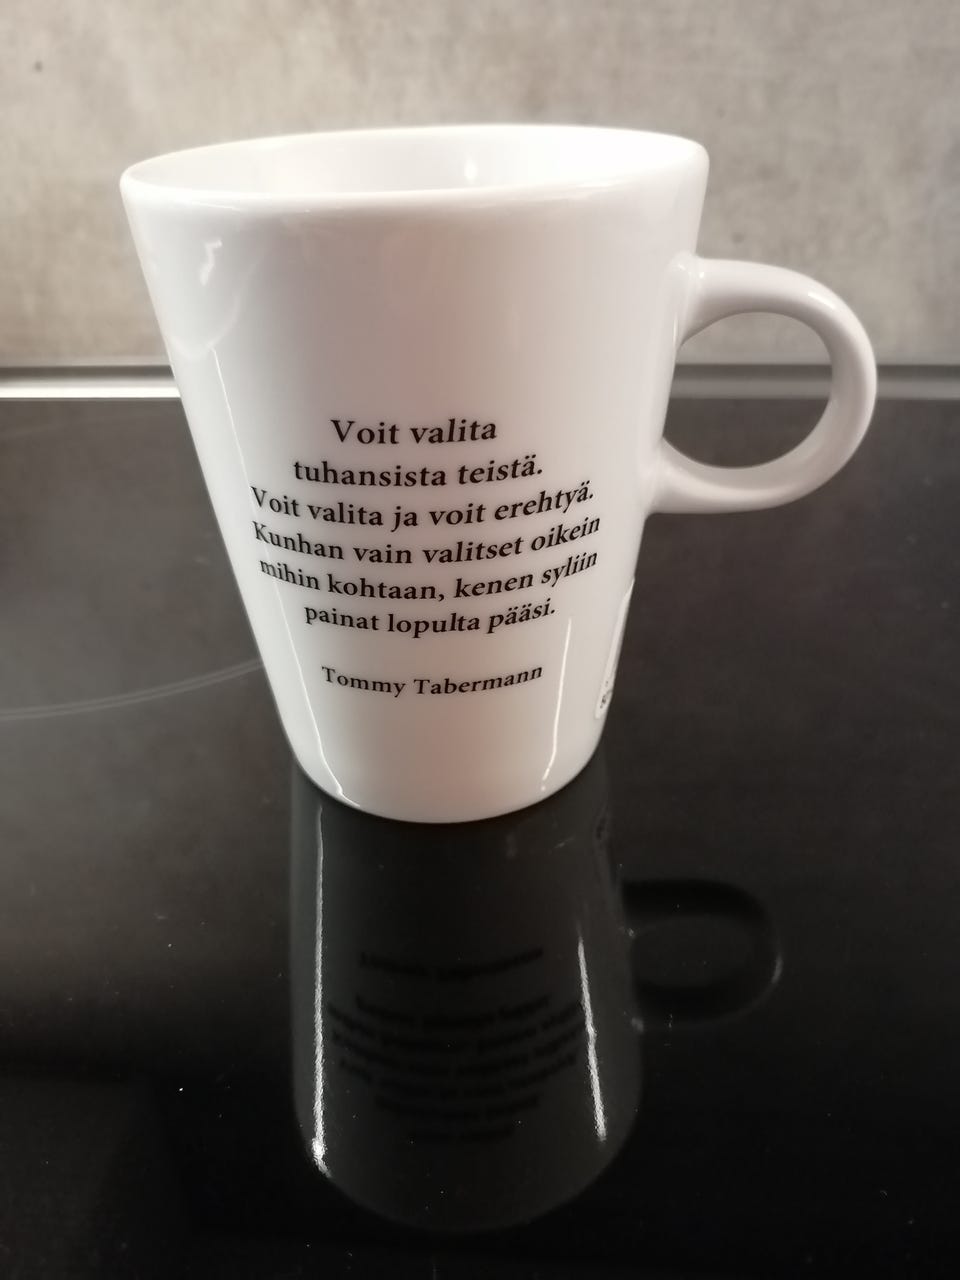 Voit valita
tuhansista teistä.
Voit valita ja voit erehtyä.
Kunhan vain valitset oikein
mihin kohtaan, kenen syliin
painat lopulta pääsi.
Tommy Tabermann